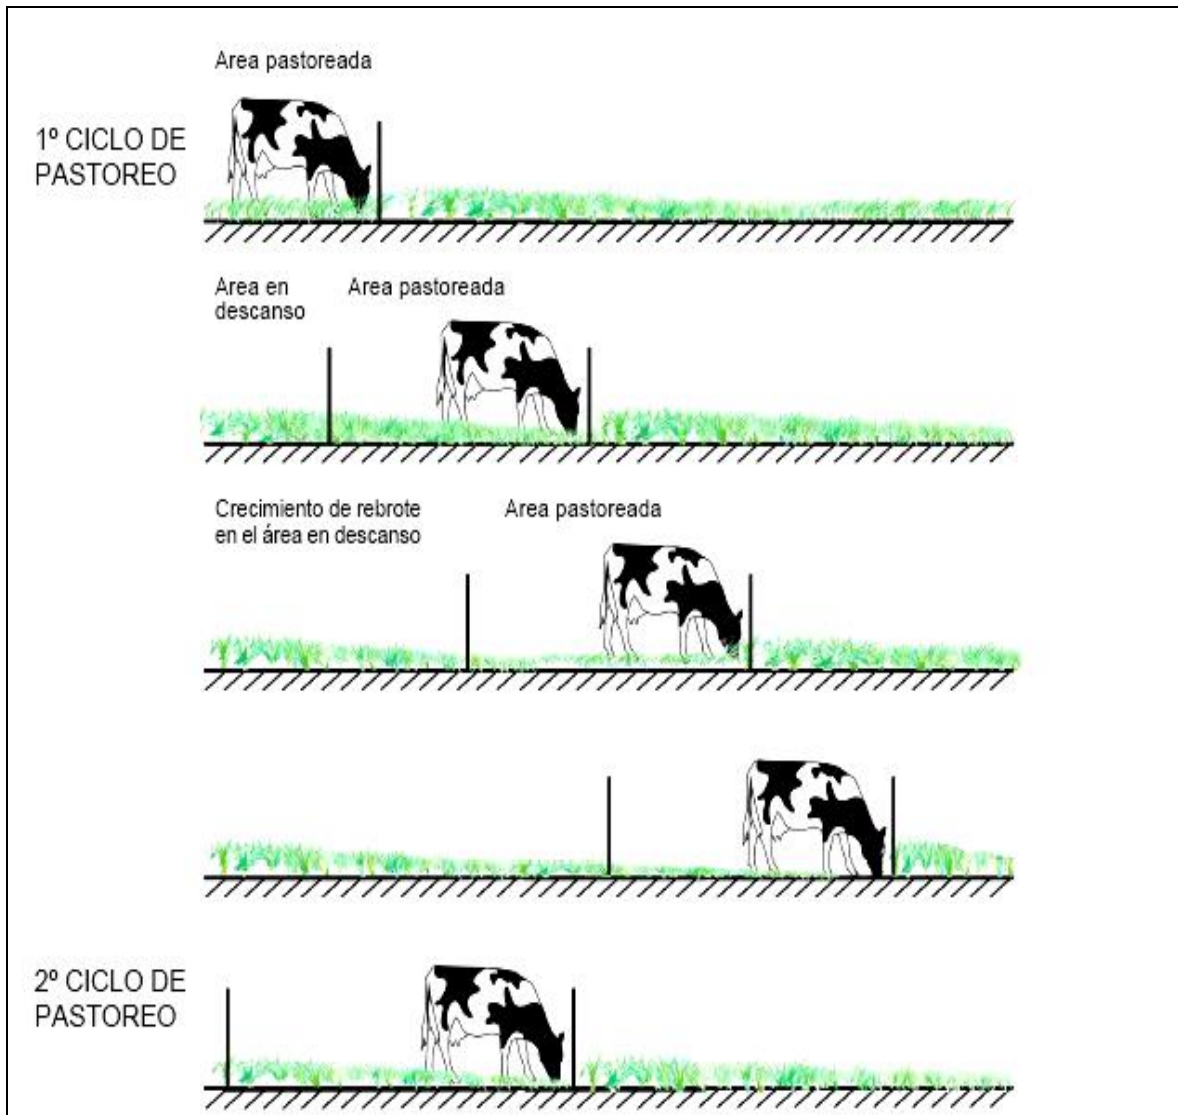 Area pastoreada
1º CICLO DE
PASTOREO
Area en
descanso
Area pastoreada
Crecimiento de rebrote
en el área en descanso
Area pastoreada
2º CICLO DE
PASTOREO